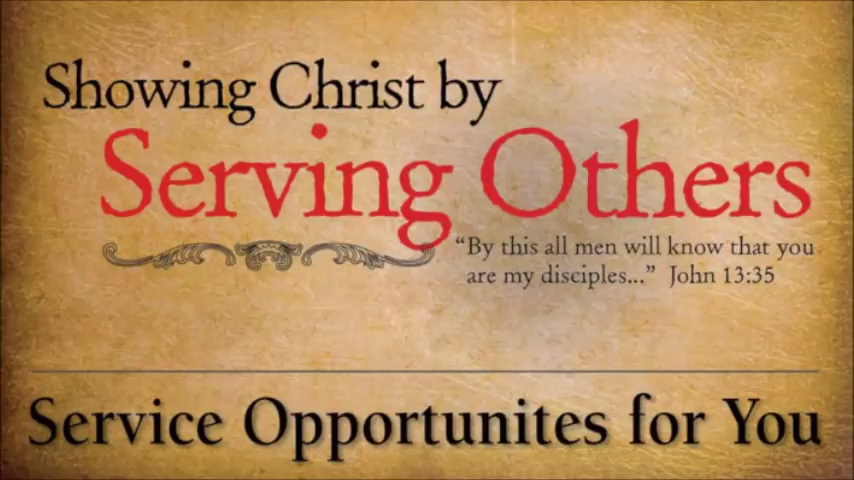 Showing Christ by
Serving Others
“By this all men will know that you
are my disciples...” John 13:35
Service Opportunites for You